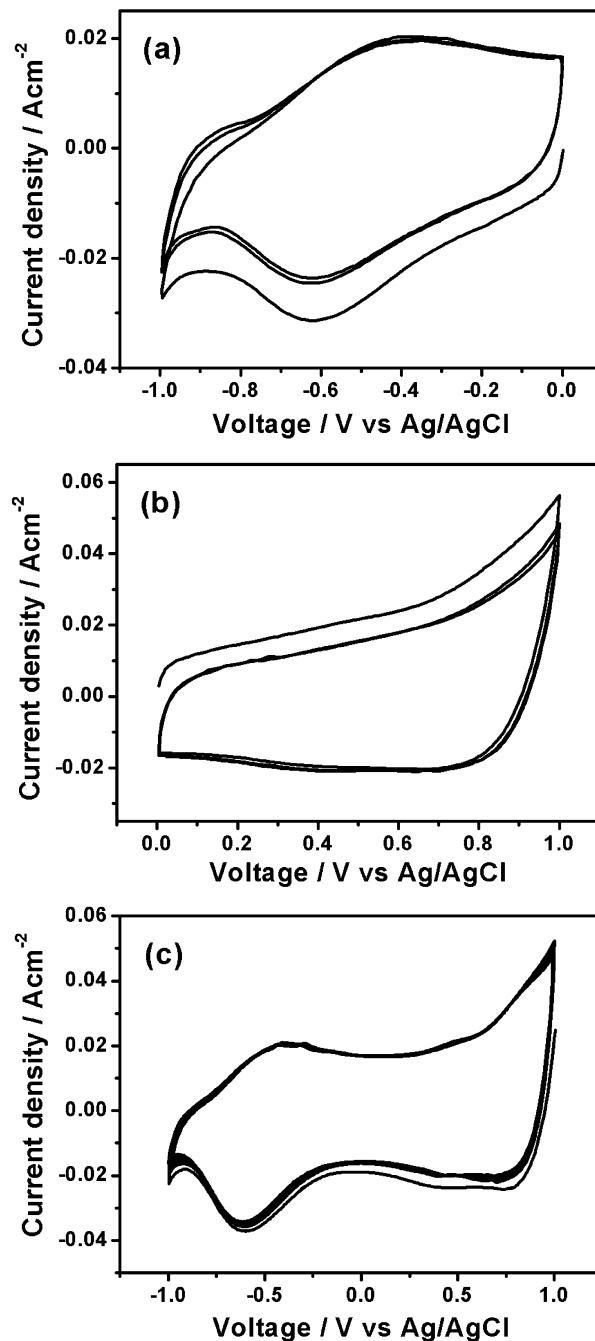 (a)
Current density / Acm⁻²
0.02
0.00
-0.02
-0.04
-1.0 -0.8 -0.6 -0.4 -0.2 0.0
Voltage / V vs Ag/AgCl
(b)
Current density / Acm⁻²
0.06
0.04
0.02
0.00
-0.02
0.0 0.2 0.4 0.6 0.8 1.0
Voltage / V vs Ag/AgCl
(c)
Current density / Acm⁻²
0.06
0.04
0.02
0.00
-0.02
-0.04
-1.0 -0.5 0.0 0.5 1.0
Voltage / V vs Ag/AgCl